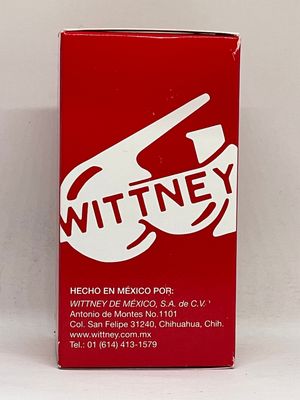 WITTNEY
HECHO EN MÉXICO POR:
WITTNEY DE MÉXICO, S.A. de C.V. ¹
Antonio de Montes No.1101
Col. San Felipe 31240, Chihuahua, Chih.
www.wittney.com.mx
Tel.: 01 (614) 413-1579